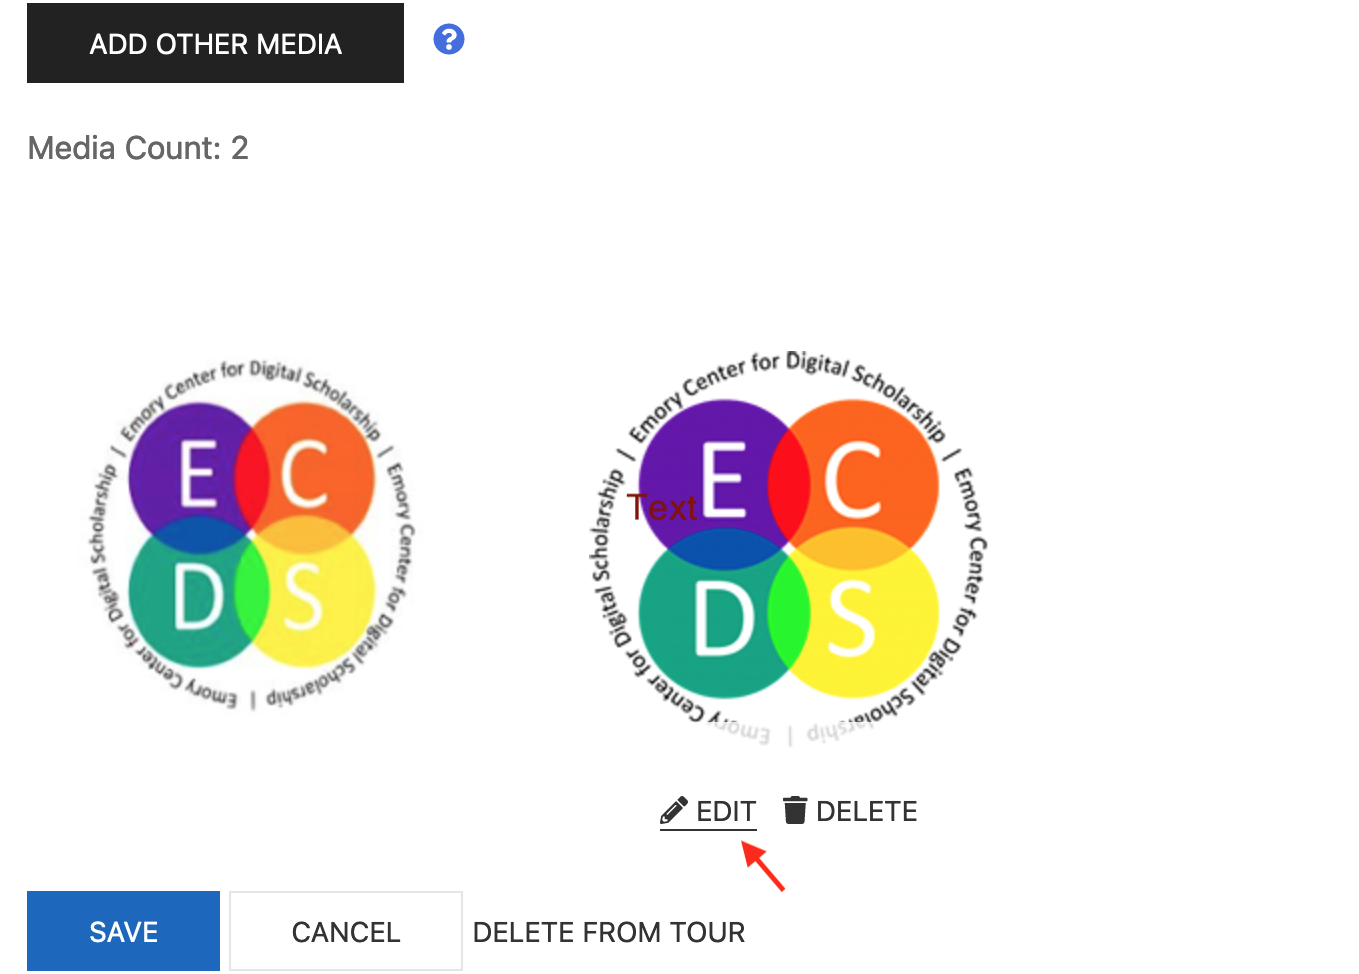 ADD OTHER MEDIA ?
Media Count: 2
Emory Center for Digital Scholarship | Emory Center for Digital Scholarship | Emory Center for Digital Scholarship |
E C
D S
Emory Center for Digital Scholarship | Emory Center for Digital Scholarship | Emory Center for Digital Scholarship |
E C
Text
D S
EDIT DELETE
SAVE CANCEL DELETE FROM TOUR